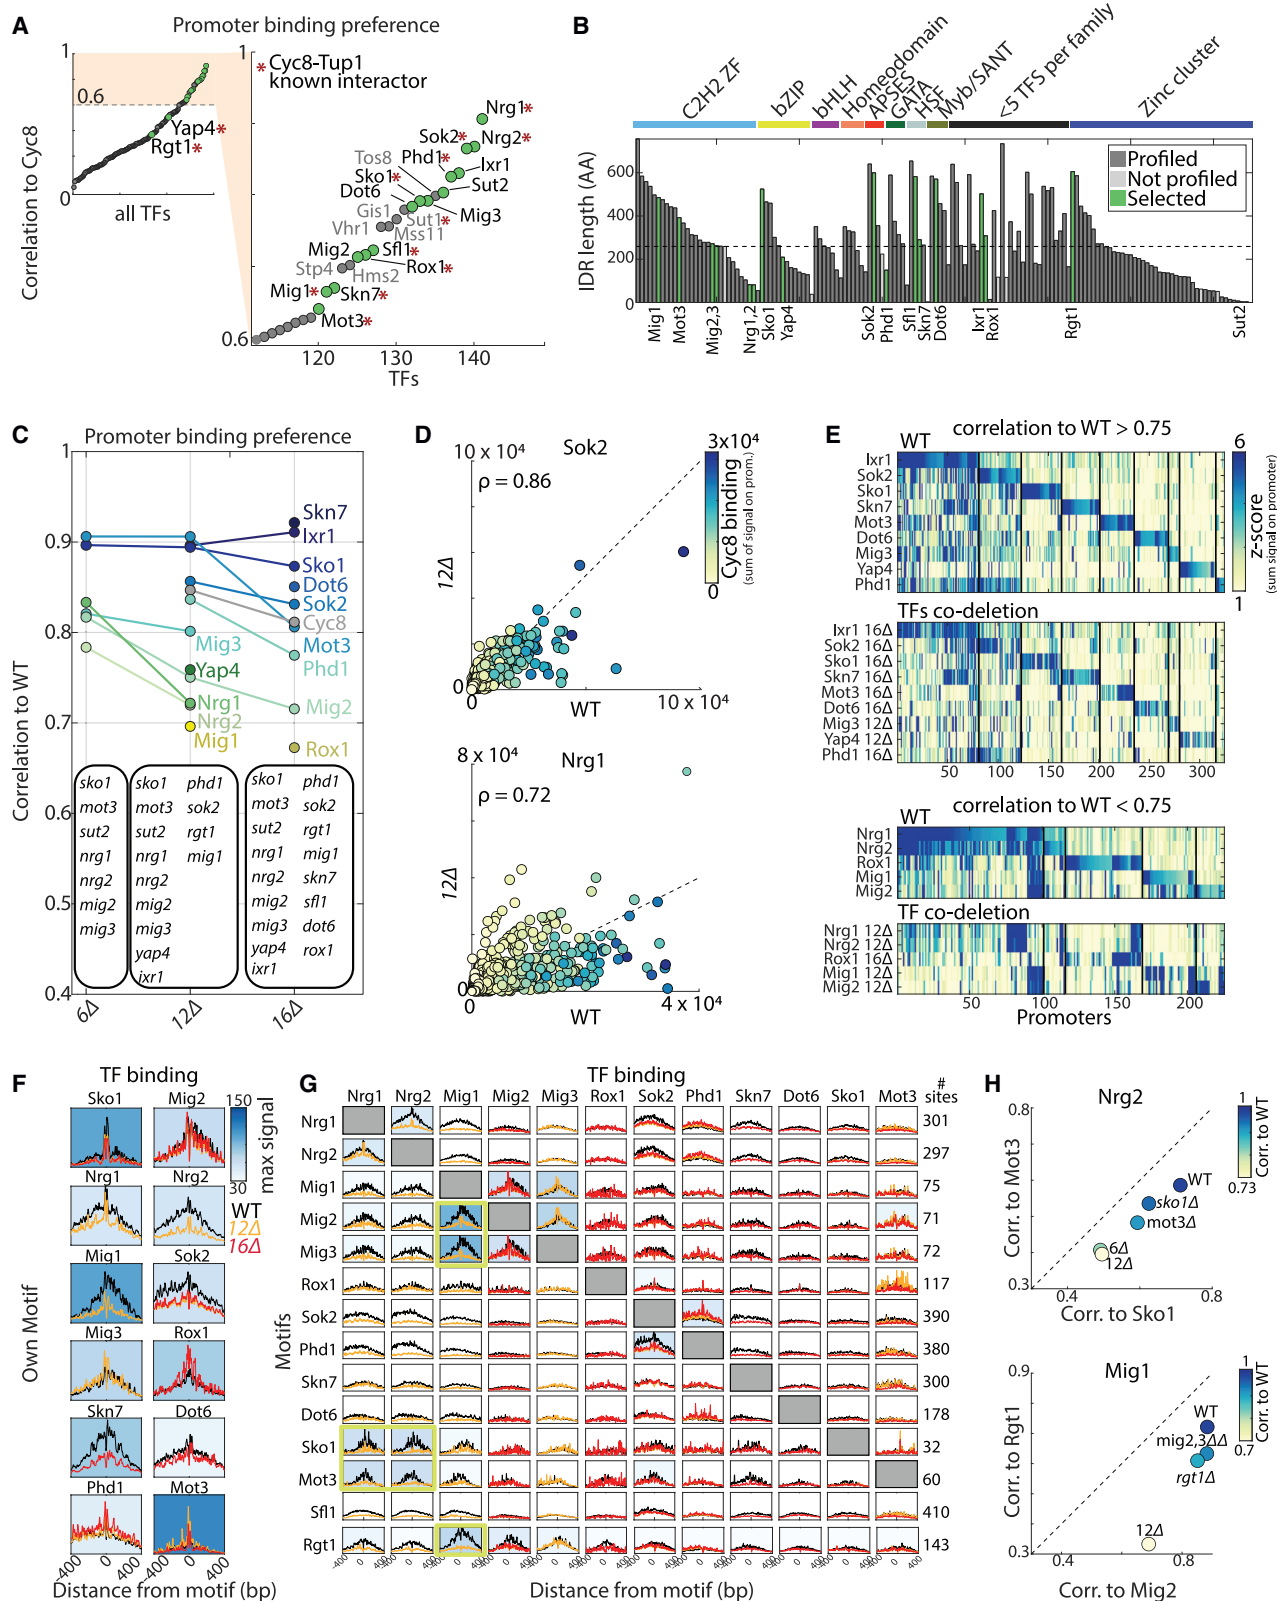 A
Promoter binding preference
Correlation to Cyc8
1
0.6
0
all TFs
Yap4*
Rgt1*
1
0.6
* Cyc8-Tup1
known interactor
Nrg1*
Sok2*
Nrg2*
Phd1*
Tos8
Ixr1
Sko1*
Sut2
Dot6
Gis1
Sut1*
Mig3
Vhr1
Mss11
Mig2
Sfl1*
Stp4
Rox1*
Hms2
Mig1*
Skn7*
Mot3*
120
130
140
TFs
B
C2H2 ZF
bZIP
bHLH
Homeodomain
APSES
GATA
HSF
Myb/SANT
<5 TFS per family
Zinc cluster
IDR length (AA)
600
400
200
0
Profiled
Not profiled
Selected
Mig1
Mot3
Mig2,3
Nrg1,2
Sko1
Yap4
Sok2
Phd1
Sfl1
Skn7
Dot6
Ixr1
Rox1
Rgt1
Sut2
C
Promoter binding preference
Correlation to WT
1
0.9
0.8
0.7
0.6
0.5
0.4
Skn7
Ixr1
Sko1
Dot6
Sok2
Cyc8
Mot3
Mig3
Phd1
Yap4
Nrg1
Mig2
Nrg2
Mig1
Rox1
sko1
mot3
sut2
nrg1
nrg2
mig2
mig3
sko1 phd1
mot3 sok2
sut2 rgt1
nrg1 mig1
nrg2
mig2
mig3
yap4
ixr1
sko1 phd1
mot3 sok2
sut2 rgt1
nrg1 mig1
nrg2 skn7
mig2 sfl1
mig3 dot6
yap4 rox1
ixr1
6Δ
12Δ
16Δ
D
Sok2
10 x 10⁴
ρ = 0.86
12Δ
0
0
WT
10 x 10⁴
3x10⁴
Cyc8 binding
(sum of signal on prom.)
0
Nrg1
8 x 10⁴
ρ = 0.72
12Δ
0
0
WT
4 x 10⁴
E
correlation to WT > 0.75
WT
Ixr1
Sok2
Sko1
Skn7
Mot3
Dot6
Mig3
Yap4
Phd1
6
z-score
(sum signal on promoter)
1
TFs co-deletion
Ixr1 16Δ
Sok2 16Δ
Sko1 16Δ
Skn7 16Δ
Mot3 16Δ
Dot6 16Δ
Mig3 12Δ
Yap4 12Δ
Phd1 16Δ
50 100 150 200 250 300
correlation to WT < 0.75
WT
Nrg1
Nrg2
Rox1
Mig1
Mig2
TF co-deletion
Nrg1 12Δ
Nrg2 12Δ
Rox1 16Δ
Mig1 12Δ
Mig2 12Δ
50 100 150 200
Promoters
F
TF binding
Own Motif
Sko1 Mig2
Nrg1 Nrg2
Mig1 Sok2
Mig3 Rox1
Skn7 Dot6
Phd1 Mot3
150
max signal
30
WT
12Δ
16Δ
-400 0 400
-400 0 400
Distance from motif (bp)
G
TF binding
Nrg1 Nrg2 Mig1 Mig2 Mig3 Rox1 Sok2 Phd1 Skn7 Dot6 Sko1 Mot3
#
sites
Motifs
Nrg1 301
Nrg2 297
Mig1 75
Mig2 71
Mig3 72
Rox1 117
Sok2 390
Phd1 380
Skn7 300
Dot6 178
Sko1 32
Mot3 60
Sfl1 410
Rgt1 143
Distance from motif (bp)
H
Nrg2
Corr. to Mot3
0.8
0.3
WT
sko1Δ
mot3Δ
6Δ
12Δ
0.4
0.8
Corr. to Sko1
1
Corr. to WT
0.73
Mig1
Corr. to Rgt1
0.9
0.3
WT
mig2,3ΔΔ
rgt1Δ
12Δ
0.4
0.8
Corr. to Mig2
1
Corr. to WT
0.7